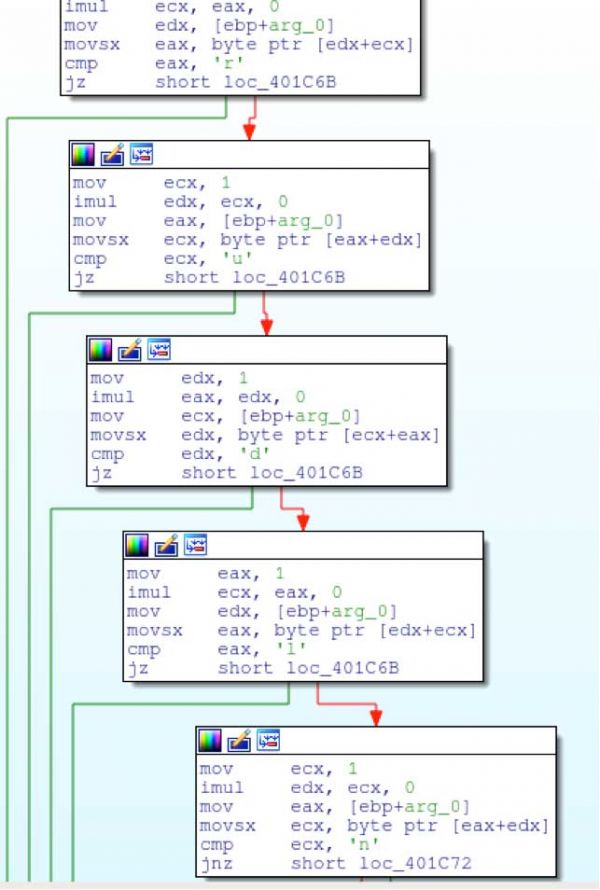 imul    ecx, eax, 0
mov     edx, [ebp+arg_0]
movsx   eax, byte ptr [edx+ecx]
cmp     eax, 'r'
jz      short loc_401C6B
mov     ecx, 1
imul    edx, ecx, 0
mov     eax, [ebp+arg_0]
movsx   ecx, byte ptr [eax+edx]
cmp     ecx, 'u'
jz      short loc_401C6B
mov     edx, 1
imul    eax, edx, 0
mov     ecx, [ebp+arg_0]
movsx   edx, byte ptr [ecx+eax]
cmp     edx, 'd'
jz      short loc_401C6B
mov     eax, 1
imul    ecx, eax, 0
mov     edx, [ebp+arg_0]
movsx   eax, byte ptr [edx+ecx]
cmp     eax, 'l'
jz      short loc_401C6B
mov     ecx, 1
imul    edx, ecx, 0
mov     eax, [ebp+arg_0]
movsx   ecx, byte ptr [eax+edx]
cmp     ecx, 'n'
jnz     short loc_401C72